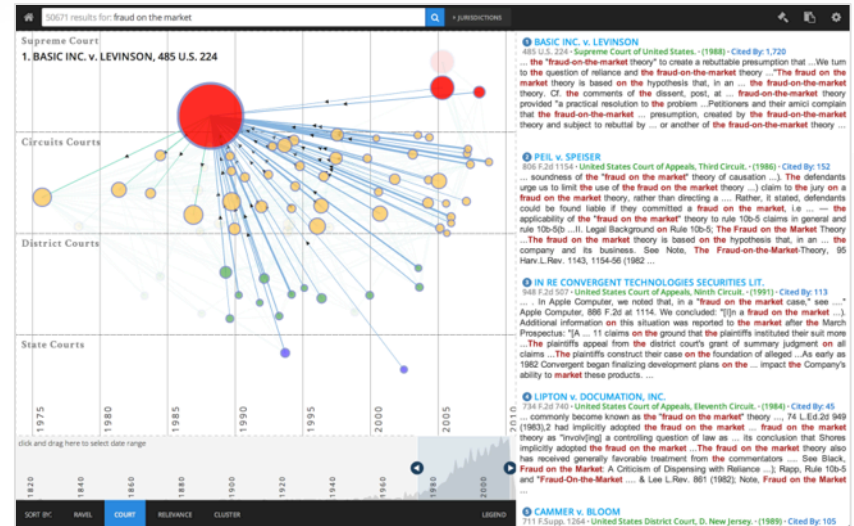 50671 results for: fraud on the market
+ JURISDICTIONS
Supreme Court
1. BASIC INC. v. LEVINSON, 485 U.S. 224
Circuits Courts
District Courts
State Courts
1975
1980
1985
1990
1995
2000
2005
2010
click and drag here to select date range
1820
1840
1860
1880
1900
1920
1940
1960
1980
2000
SORT BY:
RAVEL
COURT
RELEVANCE
CLUSTER
LEGEND
1 BASIC INC. v. LEVINSON
485 U.S. 224 • Supreme Court of United States. • (1988) • Cited By: 1,720
... the "fraud-on-the-market theory" to create a rebuttable presumption that ...We turn
to the question of reliance and the fraud-on-the-market theory ..."The fraud on the
market theory is based on the hypothesis that, in an ... the fraud-on-the-market
theory. Cf. the comments of the dissent, post, at ... fraud-on-the-market theory
provided "a practical resolution to the problem ...Petitioners and their amici complain
that the fraud-on-the-market ... presumption, created by the fraud-on-the-market
theory and subject to rebuttal by ... or another of the fraud-on-the-market theory ...
2 PEIL v. SPEISER
806 F.2d 1154 • United States Court of Appeals, Third Circuit. • (1986) • Cited By: 152
... soundness of the "fraud on the market" theory of causation ...). The defendants
urge us to limit the use of the fraud on the market theory ...) claim to the jury on a
fraud on the market theory, rather than directing a .... Rather, it stated, defendants
could be found liable if they committed a fraud on the market, i.e ... — the
applicability of the "fraud on the market" theory to rule 10b-5 claims in general and
rule 10b-5(b ...II. Legal Background on Rule 10b-5; The Fraud on the Market Theory
...The fraud on the market theory is based on the hypothesis that, in an ... the
company and its business. See Note, The Fraud-on-the-Market-Theory, 95
Harv.L.Rev. 1143, 1154-56 (1982 ...
3 IN RE CONVERGENT TECHNOLOGIES SECURITIES LIT.
948 F.2d 507 • United States Court of Appeals, Ninth Circuit. • (1991) • Cited By: 113
... . In Apple Computer, we noted that, in a "fraud on the market case," see ...."
Apple Computer, 886 F.2d at 1114. We concluded: "[I]n a fraud on the market ...).
Additional information on this situation was reported to the market after the March
Prospectus: "[A ... 11 claims on the ground that the plaintiffs instituted their suit more
...The plaintiffs appeal from the district court's grant of summary judgment on all
claims ...The plaintiffs construct their case on the foundation of alleged ...As early as
1982 Convergent began finalizing development plans on the ... impact the Company's
ability to market these products. ...
4 LIPTON v. DOCUMATION, INC.
734 F.2d 740 • United States Court of Appeals, Eleventh Circuit. • (1984) • Cited By: 45
... commonly become known as the "fraud on the market" theory ..., 74 L.Ed.2d 949
(1983),2 had implicitly adopted the fraud on the market ... fraud on the market
theory as "involv[ing] a controlling question of law as ... its conclusion that Shores
implicitly adopted the fraud on the market ...The fraud on the market theory also
has received generally favorable treatment from the commentators .... See Black,
Fraud on the Market: A Criticism of Dispensing with Reliance ...); Rapp, Rule 10b-5
and "Fraud-On-the-Market .... & Lee L.Rev. 861 (1982); Note, Fraud on the Market
...
5 CAMMER v. BLOOM
711 F.Supp. 1264 • United States District Court, D. New Jersey. • (1989) • Cited By: 105